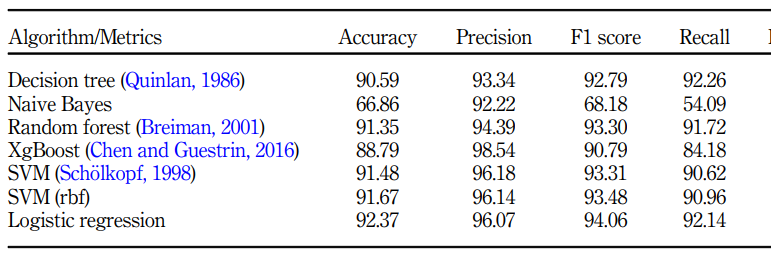 Algorithm/Metrics Accuracy Precision F1 score Recall
Decision tree (Quinlan, 1986) 90.59 93.34 92.79 92.26
Naive Bayes 66.86 92.22 68.18 54.09
Random forest (Breiman, 2001) 91.35 94.39 93.30 91.72
XgBoost (Chen and Guestrin, 2016) 88.79 98.54 90.79 84.18
SVM (Schölkopf, 1998) 91.48 96.18 93.31 90.62
SVM (rbf) 91.67 96.14 93.48 90.96
Logistic regression 92.37 96.07 94.06 92.14